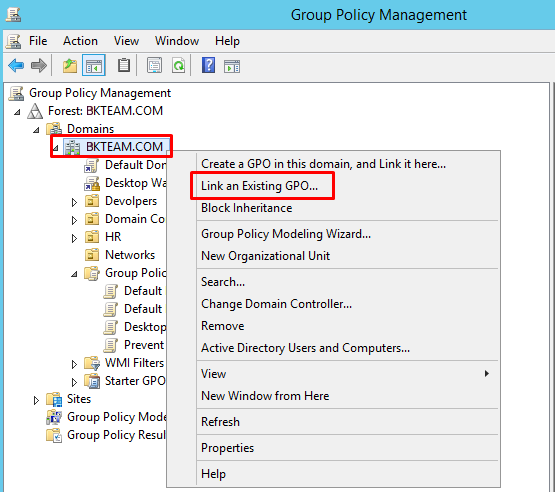 Group Policy Management
File Action View Window Help
Group Policy Management
Forest: BKTEAM.COM
Domains
BKTEAM.COM
Default Don
Desktop Wa
Devolpers
Domain Co
HR
Networks
Group Polic
Default
Default
Desktop
Prevent
WMI Filters
Starter GPO
Sites
Group Policy Mode
Group Policy Resul
Create a GPO in this domain, and Link it here...
Link an Existing GPO...
Block Inheritance
Group Policy Modeling Wizard...
New Organizational Unit
Search...
Change Domain Controller...
Remove
Active Directory Users and Computers...
View
New Window from Here
Refresh
Properties
Help